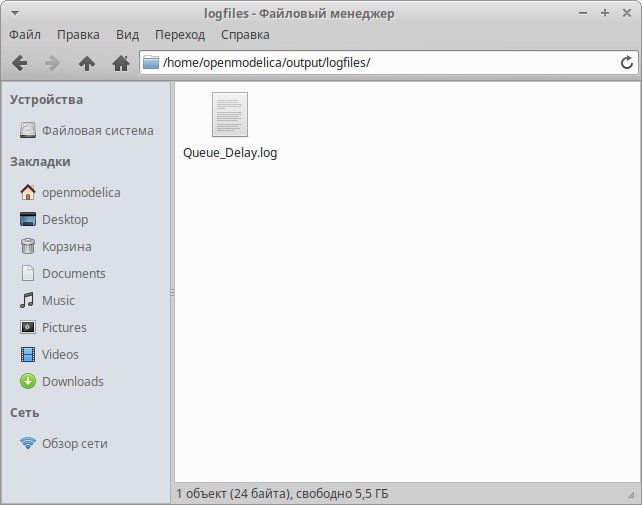 logfiles - Файловый менеджер
Файл Правка Вид Переход Справка
/home/openmodelica/output/logfiles/
Устройства
Файловая система
Закладки
openmodelica
Desktop
Корзина
Documents
Music
Pictures
Videos
Downloads
Сеть
Обзор сети
Queue_Delay.log
1 объект (24 байта), свободно 5,5 ГБ